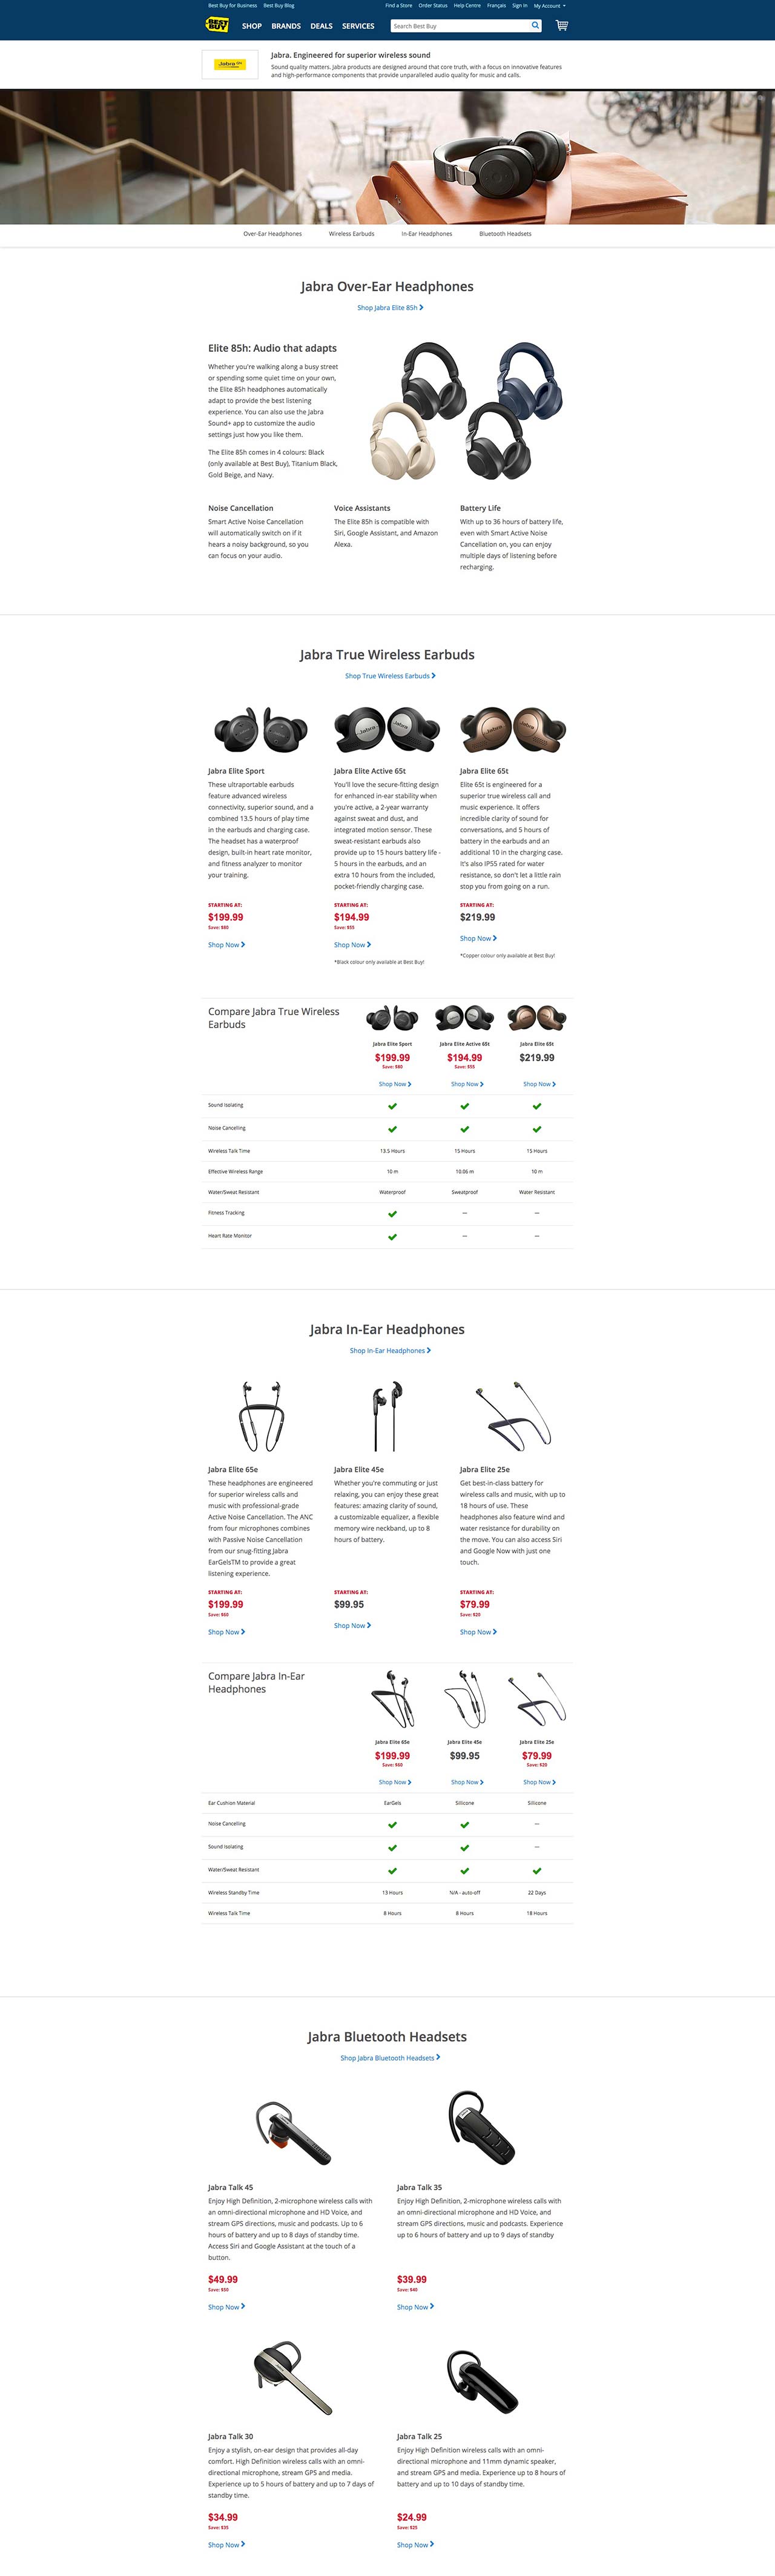 Best Buy for Business Best Buy Blog Find a Store Order Status Help Centre Français Sign In My Account
BEST BUY SHOP BRANDS DEALS SERVICES Search Best Buy
Jabra GN
Jabra. Engineered for superior wireless sound
Sound quality matters. Jabra products are designed around that core truth, with a focus on innovative features
and high-performance components that provide unparalleled audio quality for music and calls.
Over-Ear Headphones Wireless Earbuds In-Ear Headphones Bluetooth Headsets
Jabra Over-Ear Headphones
Shop Jabra Elite 85h
Elite 85h: Audio that adapts
Whether you're walking along a busy street
or spending some quiet time on your own,
the Elite 85h headphones automatically
adapt to provide the best listening
experience. You can also use the Jabra
Sound+ app to customize the audio
settings just how you like them.
The Elite 85h comes in 4 colours: Black
(only available at Best Buy), Titanium Black,
Gold Beige, and Navy.
Noise Cancellation
Smart Active Noise Cancellation
will automatically switch on if it
hears a noisy background, so you
can focus on your audio.
Voice Assistants
The Elite 85h is compatible with
Siri, Google Assistant, and Amazon
Alexa.
Battery Life
With up to 36 hours of battery life,
even with Smart Active Noise
Cancellation on, you can enjoy
multiple days of listening before
recharging.
Jabra True Wireless Earbuds
Shop True Wireless Earbuds
Jabra Elite Sport
These ultraportable earbuds
feature advanced wireless
connectivity, superior sound, and a
combined 13.5 hours of play time
in the earbuds and charging case.
The headset has a waterproof
design, built-in heart rate monitor,
and fitness analyzer to monitor
your training.
STARTING AT:
$199.99
Save: $80
Shop Now
Jabra Elite Active 65t
You'll love the secure-fitting design
for enhanced in-ear stability when
you're active, a 2-year warranty
against sweat and dust, and
integrated motion sensor. These
sweat-resistant earbuds also
provide up to 15 hours battery life -
5 hours in the earbuds, and an
extra 10 hours from the included,
pocket-friendly charging case.
STARTING AT:
$194.99
Save: $55
Shop Now
*Black colour only available at Best Buy!
Jabra Elite 65t
Elite 65t is engineered for a
superior true wireless call and
music experience. It offers
incredible clarity of sound for
conversations, and 5 hours of
battery in the earbuds and an
additional 10 in the charging case.
It's also IP55 rated for water
resistance, so don't let a little rain
stop you from going on a run.
STARTING AT:
$219.99
Shop Now
*Copper colour only available at Best Buy!
Compare Jabra True Wireless
Earbuds
Jabra Elite Sport Jabra Elite Active 65t Jabra Elite 65t
$199.99 $194.99 $219.99
Save: $80 Save: $55
Shop Now Shop Now Shop Now
Sound Isolating
Noise Cancelling
Wireless Talk Time 13.5 Hours 15 Hours 15 Hours
Effective Wireless Range 10 m 10.06 m 10 m
Water/Sweat Resistant Waterproof Sweatproof Water Resistant
Fitness Tracking — —
Heart Rate Monitor — —
Jabra In-Ear Headphones
Shop In-Ear Headphones
Jabra Elite 65e
These headphones are engineered
for superior wireless calls and
music with professional-grade
Active Noise Cancellation. The ANC
from four microphones combines
with Passive Noise Cancellation
from our snug-fitting Jabra
EarGelsTM to provide a great
listening experience.
STARTING AT:
$199.99
Save: $60
Shop Now
Jabra Elite 45e
Whether you're commuting or just
relaxing, you can enjoy these great
features: amazing clarity of sound,
a customizable equalizer, a flexible
memory wire neckband, up to 8
hours of battery.
STARTING AT:
$99.95
Shop Now
Jabra Elite 25e
Get best-in-class battery for
wireless calls and music, with up to
18 hours of use. These
headphones also feature wind and
water resistance for durability on
the move. You can also access Siri
and Google Now with just one
touch.
STARTING AT:
$79.99
Save: $20
Shop Now
Compare Jabra In-Ear
Headphones
Jabra Elite 65e Jabra Elite 45e Jabra Elite 25e
$199.99 $99.95 $79.99
Save: $60 Save: $20
Shop Now Shop Now Shop Now
Ear Cushion Material EarGels Sillicone Sillicone
Noise Cancelling —
Sound Isolating —
Water/Sweat Resistant
Wireless Standby Time 13 Hours N/A - auto-off 22 Days
Wireless Talk Time 8 Hours 8 Hours 18 Hours
Jabra Bluetooth Headsets
Shop Jabra Bluetooth Headsets
Jabra Talk 45
Enjoy High Definition, 2-microphone wireless calls with
an omni-directional microphone and HD Voice, and
stream GPS directions, music and podcasts. Up to 6
hours of battery and up to 8 days of standby time.
Access Siri and Google Assistant at the touch of a
button.
$49.99
Save: $50
Shop Now
Jabra Talk 35
Enjoy High Definition, 2-microphone wireless calls with
an omni-directional microphone and HD Voice, and
stream GPS directions, music and podcasts. Experience
up to 6 hours of battery and up to 9 days of standby
$39.99
Save: $40
Shop Now
Jabra Talk 30
Enjoy a stylish, on-ear design that provides all-day
comfort. High Definition wireless calls with an omni-
directional microphone, stream GPS and media.
Experience up to 5 hours of battery and up to 7 days of
standby time.
$34.99
Save: $35
Shop Now
Jabra Talk 25
Enjoy High Definition wireless calls with an omni-
directional microphone and 11mm dynamic speaker,
and stream GPS and media. Experience up to 8 hours of
battery and up to 10 days of standby time.
$24.99
Save: $25
Shop Now